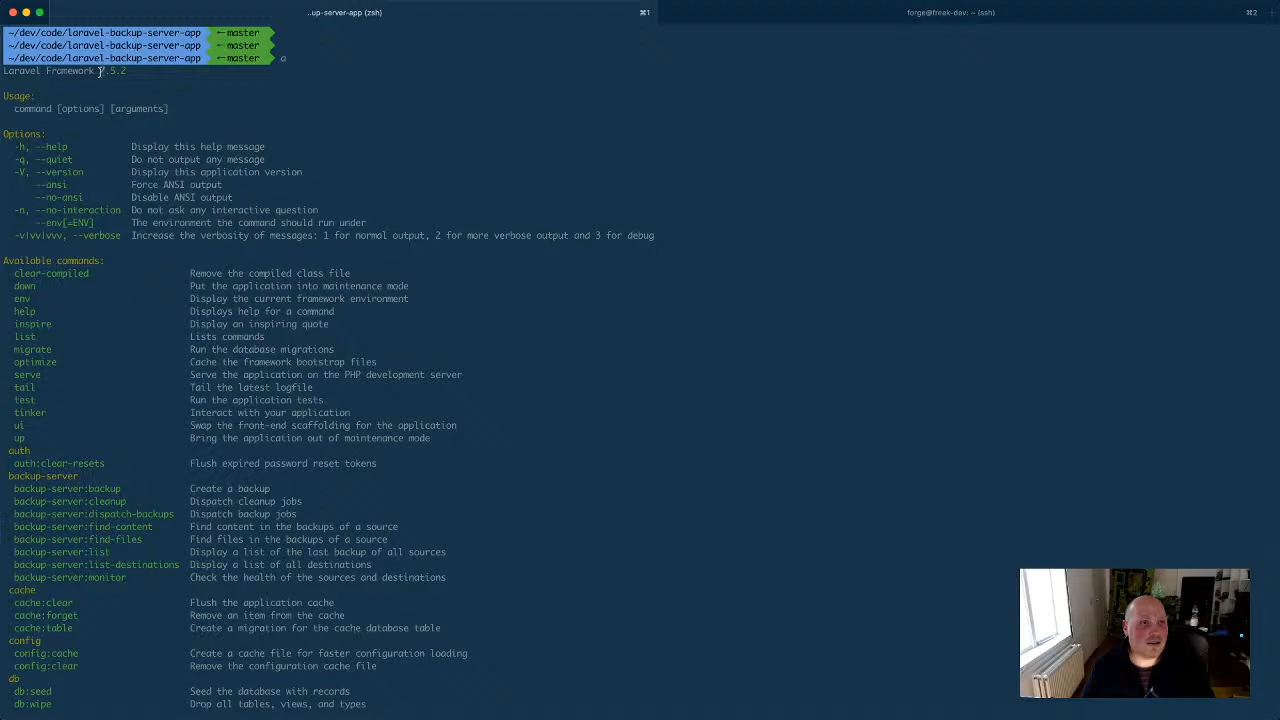 ..up-server-app (zsh) ⌘1 forge@freek-dev: ~ (ssh) ⌘2
~/dev/code/laravel-backup-server-app master
~/dev/code/laravel-backup-server-app master
~/dev/code/laravel-backup-server-app master a
Laravel Framework 7.5.2
Usage:
command [options] [arguments]
Options:
-h, --help Display this help message
-q, --quiet Do not output any message
-V, --version Display this application version
--ansi Force ANSI output
--no-ansi Disable ANSI output
-n, --no-interaction Do not ask any interactive question
--env[=ENV] The environment the command should run under
-v|vv|vvv, --verbose Increase the verbosity of messages: 1 for normal output, 2 for more verbose output and 3 for debug
Available commands:
clear-compiled Remove the compiled class file
down Put the application into maintenance mode
env Display the current framework environment
help Displays help for a command
inspire Display an inspiring quote
list Lists commands
migrate Run the database migrations
optimize Cache the framework bootstrap files
serve Serve the application on the PHP development server
tail Tail the latest logfile
test Run the application tests
tinker Interact with your application
ui Swap the front-end scaffolding for the application
up Bring the application out of maintenance mode
auth
auth:clear-resets Flush expired password reset tokens
backup-server
backup-server:backup Create a backup
backup-server:cleanup Dispatch cleanup jobs
backup-server:dispatch-backups Dispatch backup jobs
backup-server:find-content Find content in the backups of a source
backup-server:find-files Find files in the backups of a source
backup-server:list Display a list of the last backup of all sources
backup-server:list-destinations Display a list of all destinations
backup-server:monitor Check the health of the sources and destinations
cache
cache:clear Flush the application cache
cache:forget Remove an item from the cache
cache:table Create a migration for the cache database table
config
config:cache Create a cache file for faster configuration loading
config:clear Remove the configuration cache file
db
db:seed Seed the database with records
db:wipe Drop all tables, views, and types